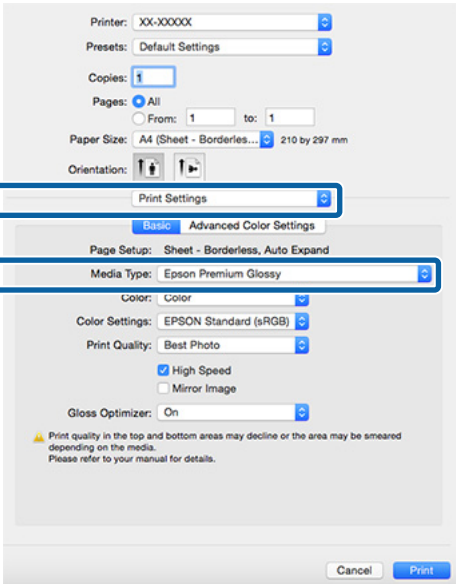 Printer: XX-XXXXX
Presets: Default Settings
Copies: 1
Pages: All
From: 1 to: 1
Paper Size: A4 (Sheet - Borderles... 210 by 297 mm
Orientation:
Print Settings
Basic Advanced Color Settings
Page Setup: Sheet - Borderless, Auto Expand
Media Type: Epson Premium Glossy
Color: Color
Color Settings: EPSON Standard (sRGB)
Print Quality: Best Photo
High Speed
Mirror Image
Gloss Optimizer: On
Print quality in the top and bottom areas may decline or the area may be smeared
depending on the media.
Please refer to your manual for details.
Cancel Print